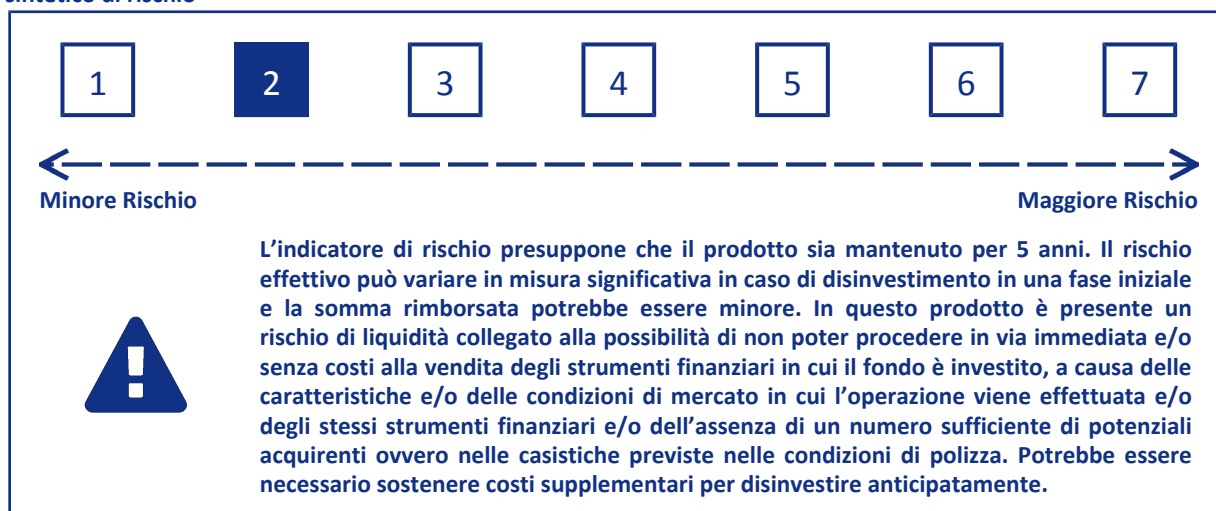 sintetico di rischio
1 2 3 4 5 6 7
Minore Rischio Maggiore Rischio
L'indicatore di rischio presuppone che il prodotto sia mantenuto per 5 anni. Il rischio
effettivo può variare in misura significativa in caso di disinvestimento in una fase iniziale
e la somma rimborsata potrebbe essere minore. In questo prodotto è presente un
rischio di liquidità collegato alla possibilità di non poter procedere in via immediata e/o
senza costi alla vendita degli strumenti finanziari in cui il fondo è investito, a causa delle
caratteristiche e/o delle condizioni di mercato in cui l'operazione viene effettuata e/o
degli stessi strumenti finanziari e/o dell'assenza di un numero sufficiente di potenziali
acquirenti ovvero nelle casistiche previste nelle condizioni di polizza. Potrebbe essere
necessario sostenere costi supplementari per disinvestire anticipatamente.